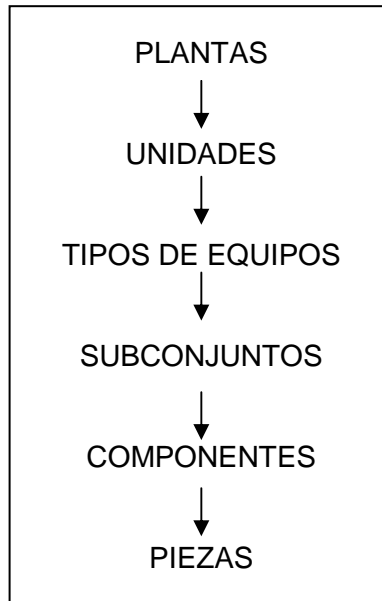 PLANTAS
UNIDADES
TIPOS DE EQUIPOS
SUBCONJUNTOS
COMPONENTES
PIEZAS